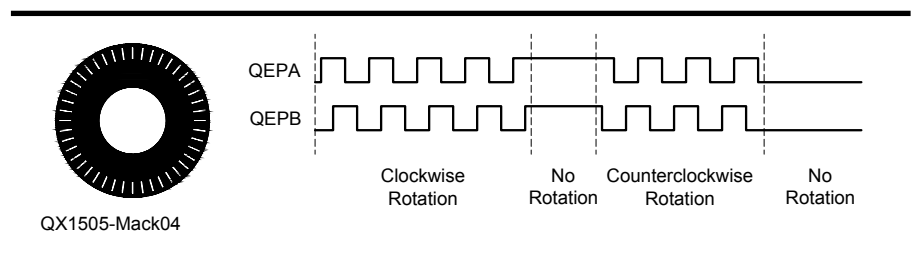 QEPA
QEPB
Clockwise
Rotation
No
Rotation
Counterclockwise
Rotation
No
Rotation
QX1505-Mack04